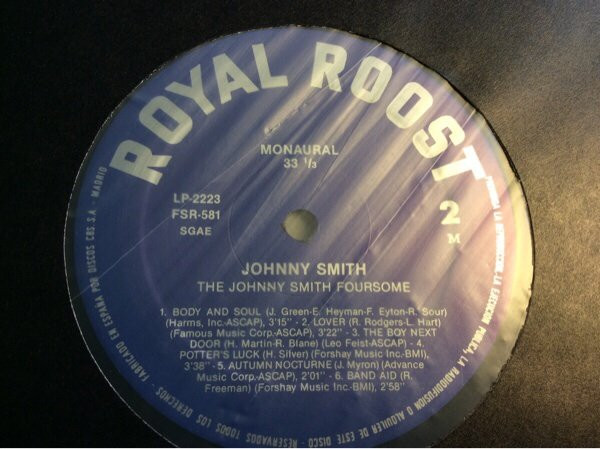 ROYAL ROOST
MONAURAL
33 1/3
LP-2223
FSR-581
SGAE
2
M
JOHNNY SMITH
THE JOHNNY SMITH FOURSOME
1. BODY AND SOUL (J. Green-E. Heyman-F. Eyton-R. Sour)
(Harms, Inc.-ASCAP), 3'15" - 2. LOVER (R. Rodgers-L. Hart)
(Famous Music Corp.-ASCAP), 3'22" - 3. THE BOY NEXT
DOOR (H. Martin-R. Blane) (Leo Feist-ASCAP) - 4.
POTTER'S LUCK (H. Silver) (Forshay Music Inc.-BMI),
3'38" - 5. AUTUMN NOCTURNE (J. Myron) (Advance
Music Corp.-ASCAP), 2'01" - 6. BAND AID (R.
Freeman) (Forshay Music Inc.-BMI), 2'58"
FABRICADO EN ESPAÑA POR DISCOS CBS S.A. - MADRID
RESERVADOS TODOS LOS DERECHOS
LA REPRODUCCION, LA EJECUCION PUBLICA, LA RADIODIFUSION O ALQUILER DE ESTE DISCO -